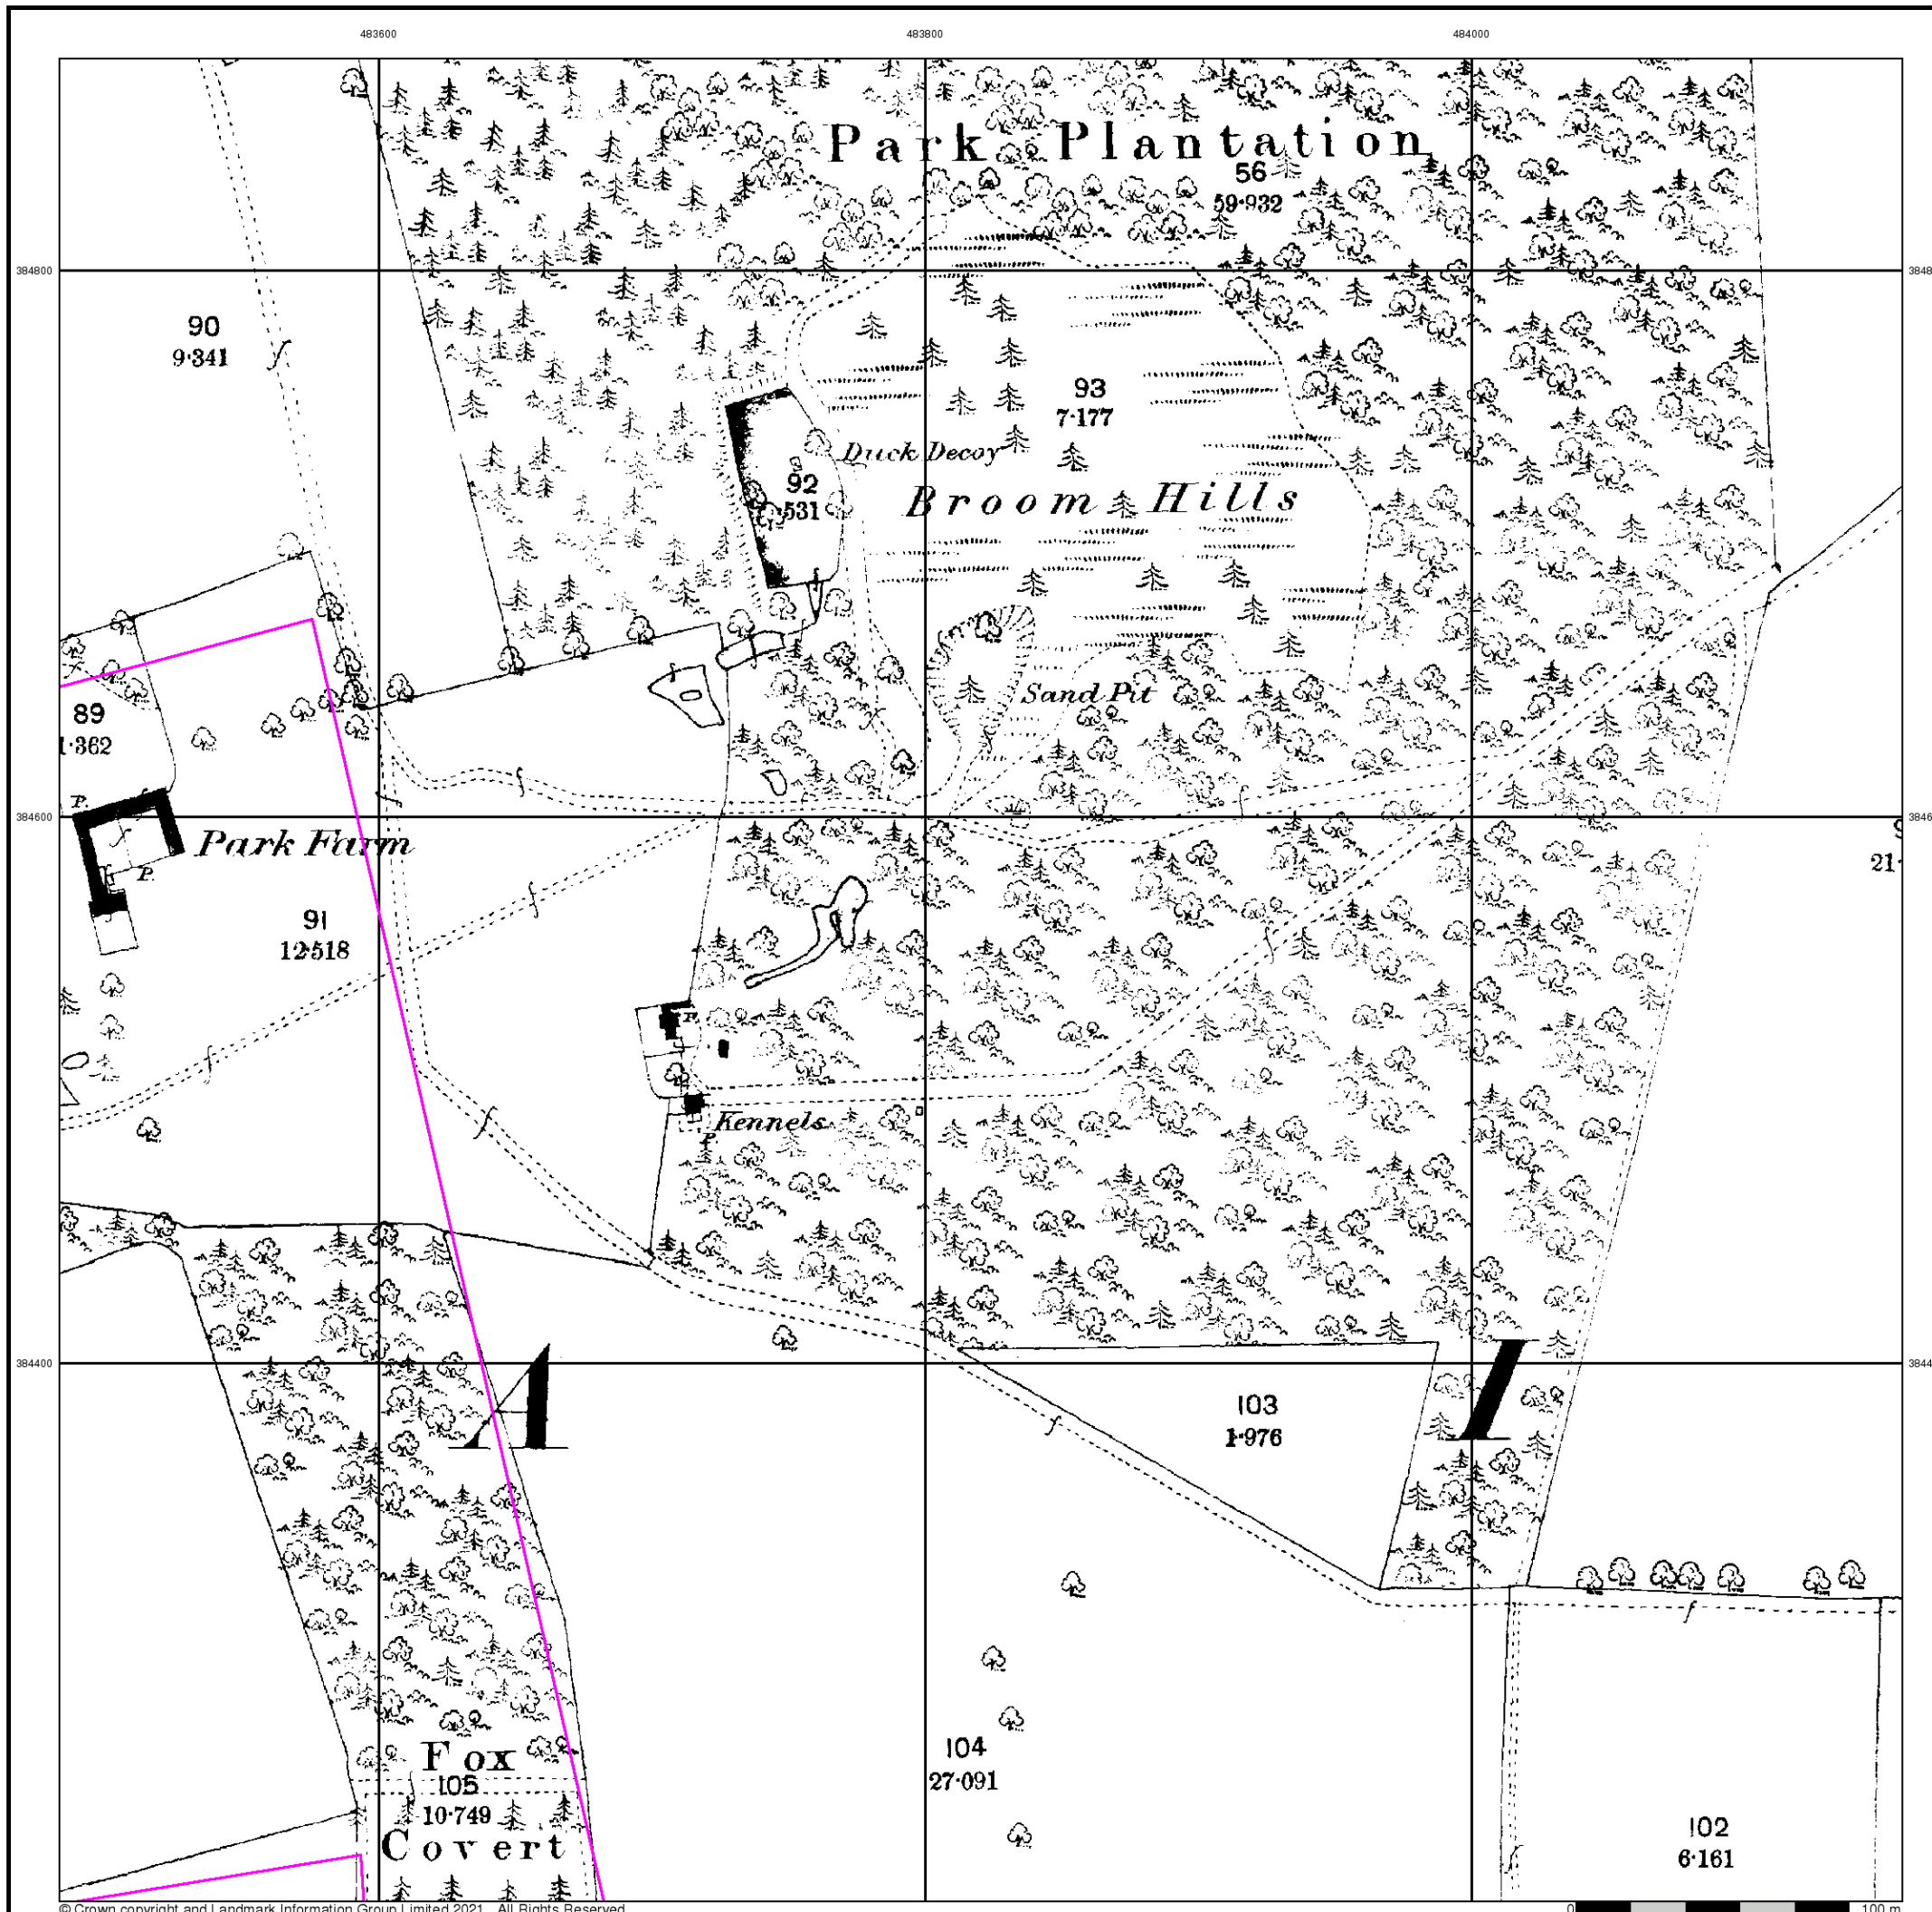 483600
483800
484000
Park Plantation
56
59·932
384800
3848
90
9·341
93
7·177
Duck Decoy
92
·531
Broom Hills
89
1·362
Sand Pit
P.
384600
3846
Park Farm
P.
21·
91
12·518
P.
Kennels
P.
384400
3844
A
I
103
1·976
Fox
105
10·749
Covert
104
27·091
102
6·161
© Crown copyright and Landmark Information Group Limited 2021. All Rights Reserved.
0
100 m